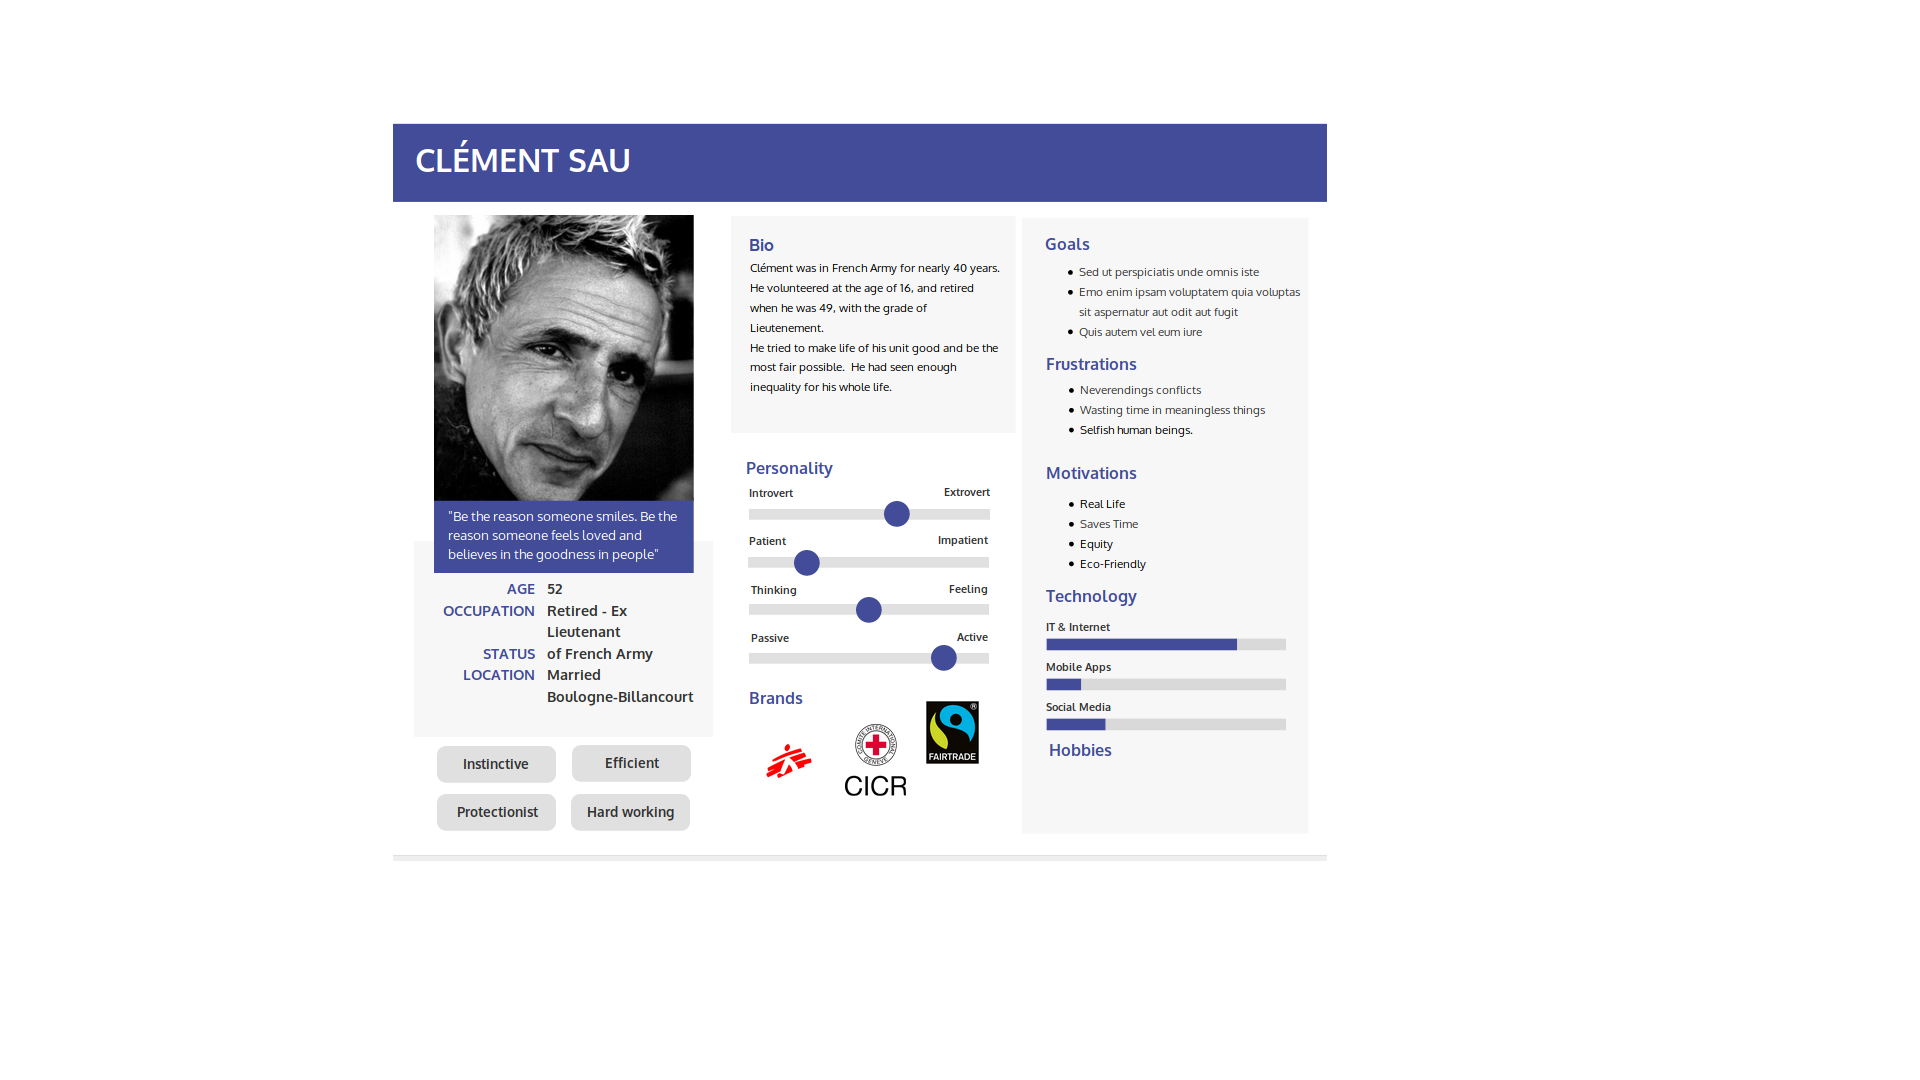 CLÉMENT SAU
"Be the reason someone smiles. Be the
reason someone feels loved and
believes in the goodness in people"
AGE 52
OCCUPATION Retired - Ex
Lieutenant
STATUS of French Army
LOCATION Married
Boulogne-Billancourt
Instinctive Efficient
Protectionist Hard working
Bio
Clément was in French Army for nearly 40 years.
He volunteered at the age of 16, and retired
when he was 49, with the grade of
Lieutenement.
He tried to make life of his unit good and be the
most fair possible.  He had seen enough
inequality for his whole life.
Personality
Introvert Extrovert
Patient Impatient
Thinking Feeling
Passive Active
Brands
COMITÉ INTERNATIONAL
GENÈVE
CICR
FAIRTRADE
®
Goals
Sed ut perspiciatis unde omnis iste
Emo enim ipsam voluptatem quia voluptas
sit aspernatur aut odit aut fugit
Quis autem vel eum iure
Frustrations
Neverendings conflicts
Wasting time in meaningless things
Selfish human beings.
Motivations
Real Life
Saves Time
Equity
Eco-Friendly
Technology
IT & Internet
Mobile Apps
Social Media
Hobbies